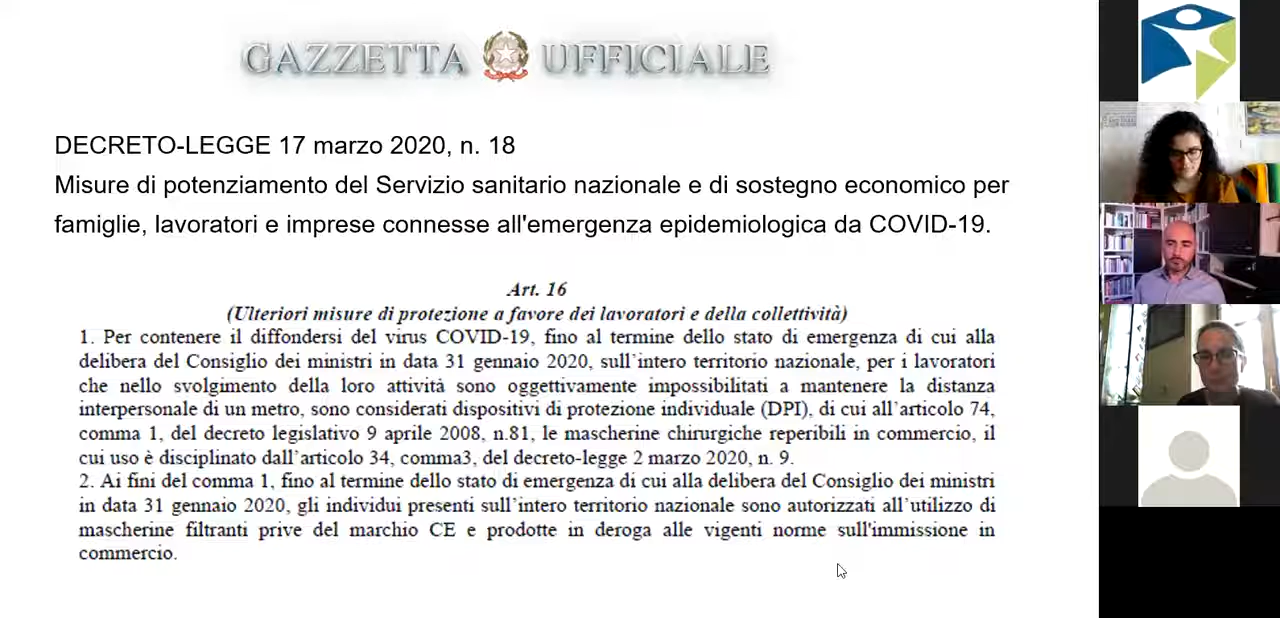 GAZZETTA UFFICIALE
DECRETO-LEGGE 17 marzo 2020, n. 18
Misure di potenziamento del Servizio sanitario nazionale e di sostegno economico per
famiglie, lavoratori e imprese connesse all'emergenza epidemiologica da COVID-19.
Art. 16
(Ulteriori misure di protezione a favore dei lavoratori e della collettività)
1. Per contenere il diffondersi del virus COVID-19, fino al termine dello stato di emergenza di cui alla
delibera del Consiglio dei ministri in data 31 gennaio 2020, sull'intero territorio nazionale, per i lavoratori
che nello svolgimento della loro attività sono oggettivamente impossibilitati a mantenere la distanza
interpersonale di un metro, sono considerati dispositivi di protezione individuale (DPI), di cui all'articolo 74,
comma 1, del decreto legislativo 9 aprile 2008, n.81, le mascherine chirurgiche reperibili in commercio, il
cui uso è disciplinato dall'articolo 34, comma3, del decreto-legge 2 marzo 2020, n. 9.
2. Ai fini del comma 1, fino al termine dello stato di emergenza di cui alla delibera del Consiglio dei ministri
in data 31 gennaio 2020, gli individui presenti sull'intero territorio nazionale sono autorizzati all'utilizzo di
mascherine filtranti prive del marchio CE e prodotte in deroga alle vigenti norme sull'immissione in
commercio.